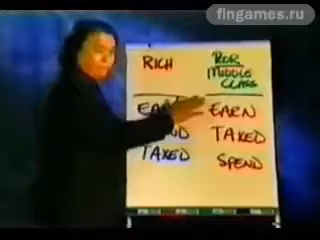 fingames.ru
RICH
TAXED
POOR
MIDDLE
CLASS
EARN
TAXED
SPEND